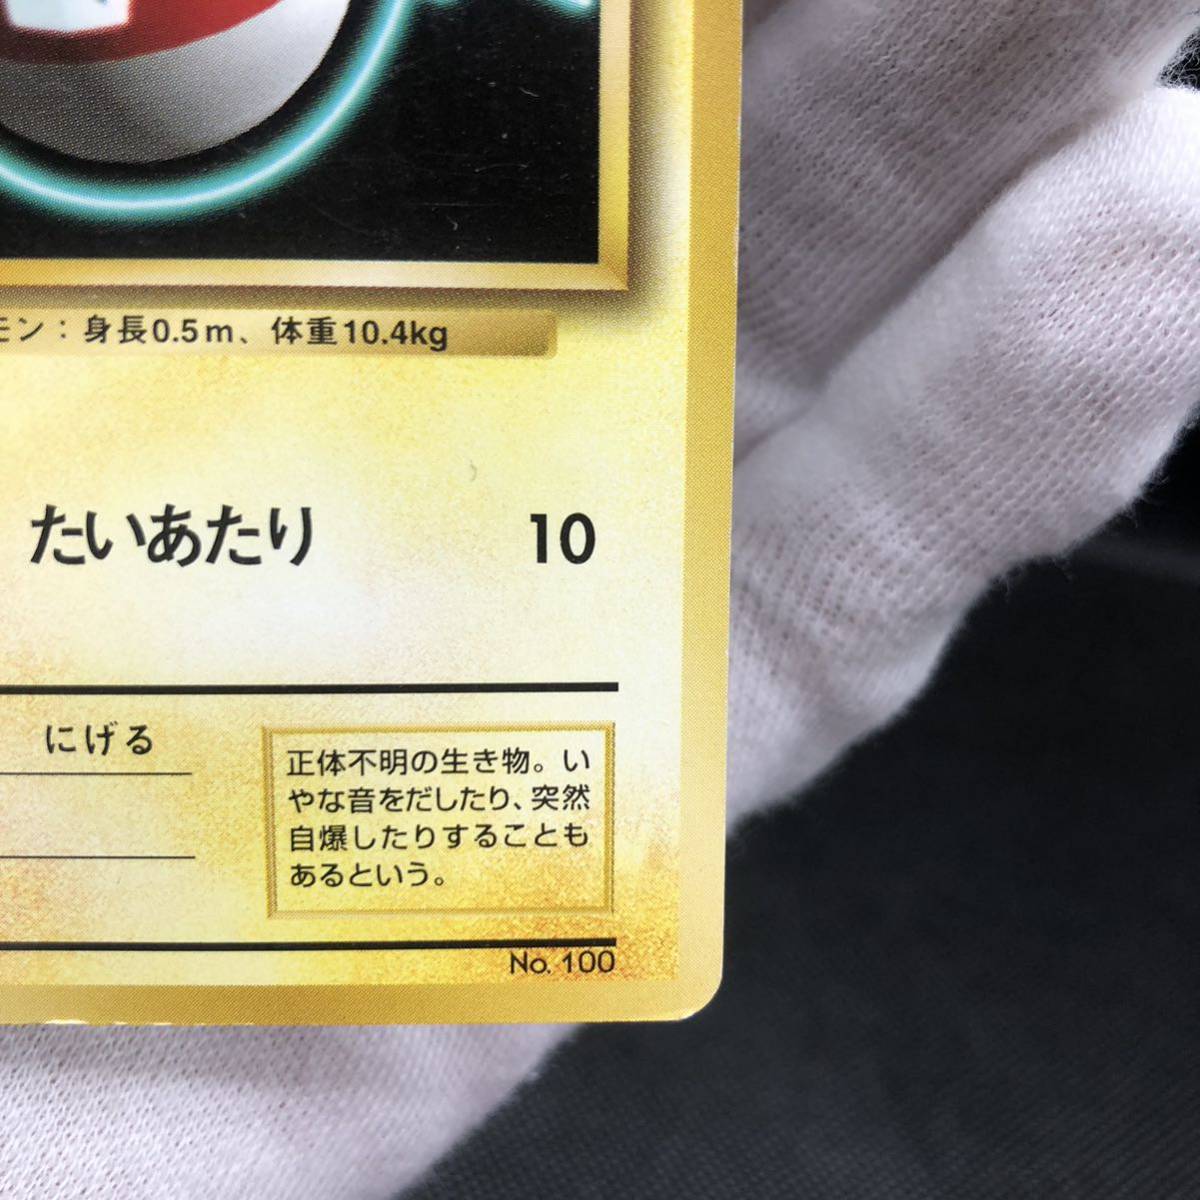 モン：身長0.5m、体重10.4kg
たいあたり 10
にげる
正体不明の生き物。い
やな音をだしたり、突然
自爆したりすることも
あるという。
No. 100